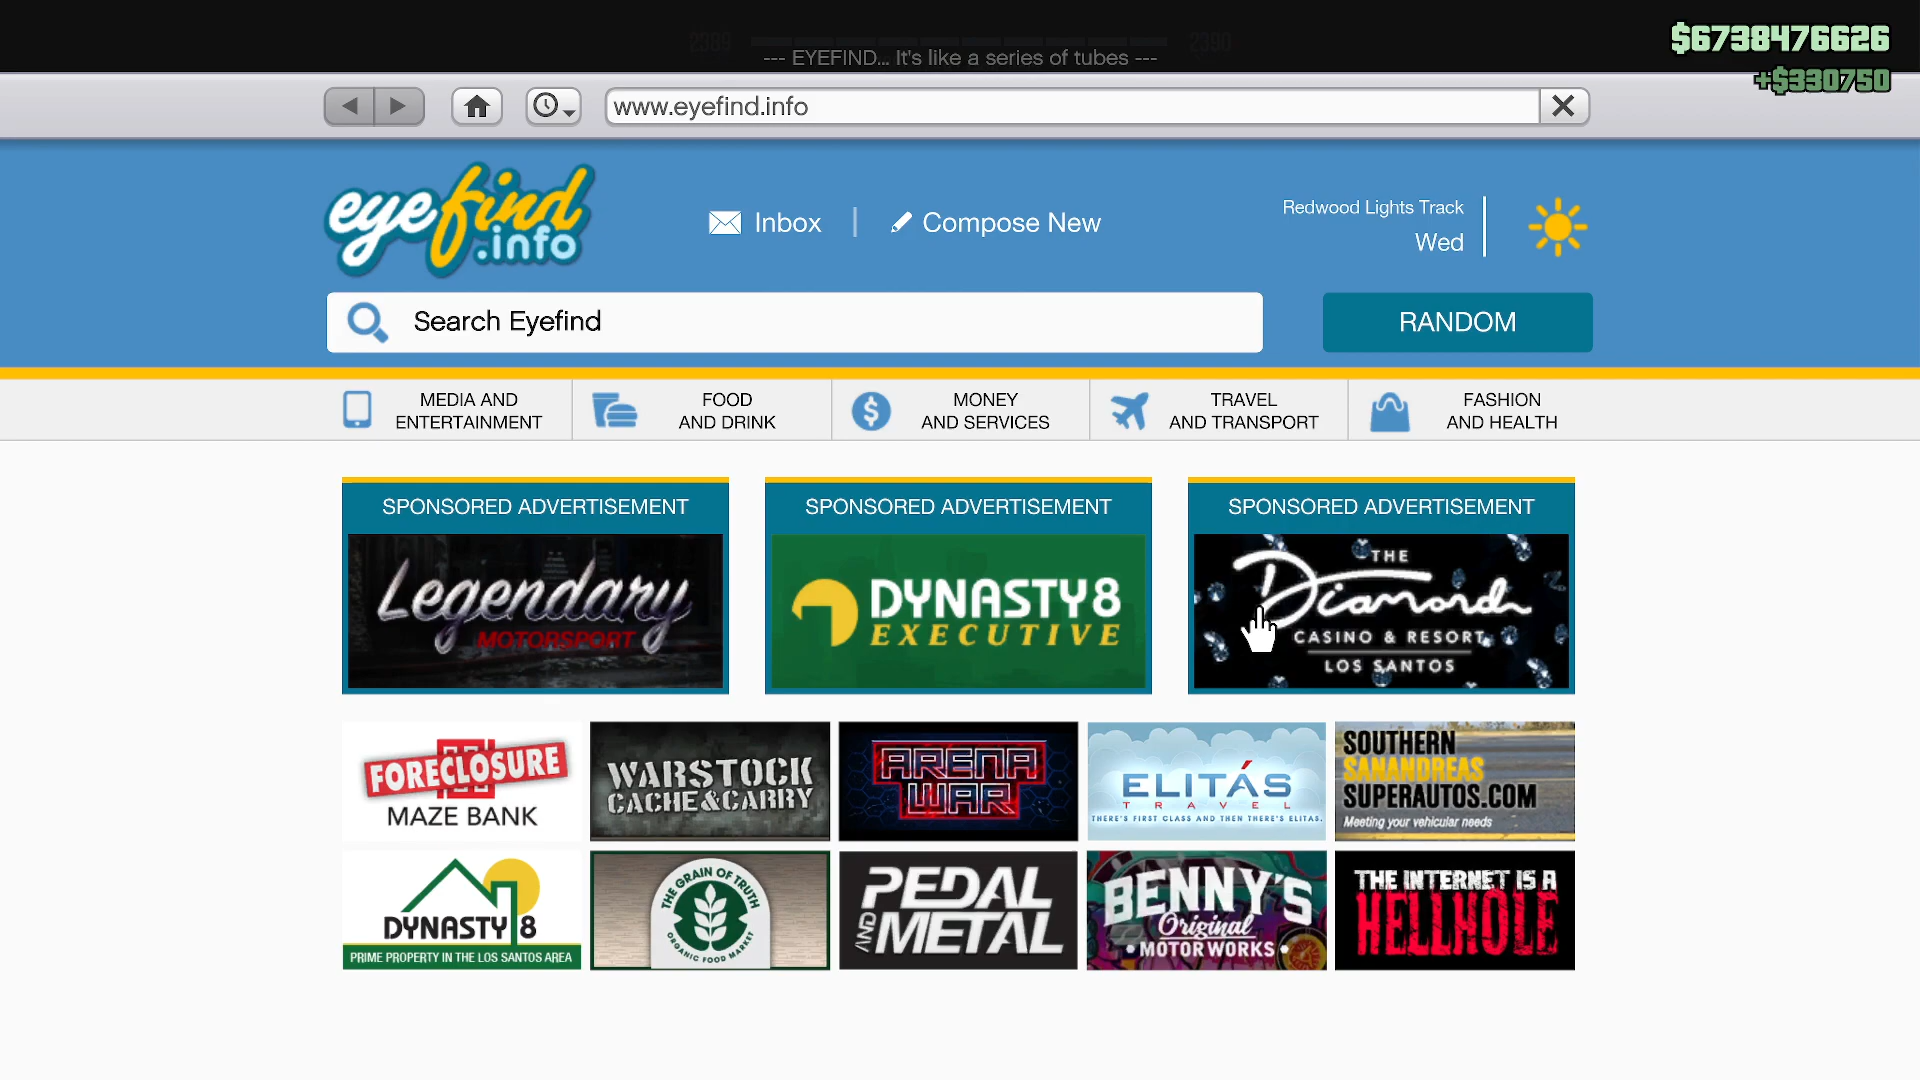 $6738476626
2389 2390
--- EYEFIND... It's like a series of tubes ---
+$330750
www.eyefind.info
eyefind
.info
Inbox
Compose New
Redwood Lights Track
Wed
Search Eyefind
RANDOM
MEDIA AND
ENTERTAINMENT
FOOD
AND DRINK
MONEY
AND SERVICES
TRAVEL
AND TRANSPORT
FASHION
AND HEALTH
SPONSORED ADVERTISEMENT
Legendary
MOTORSPORT
SPONSORED ADVERTISEMENT
DYNASTY8
EXECUTIVE
SPONSORED ADVERTISEMENT
THE
Diamond
CASINO & RESORT
LOS SANTOS
FORECLOSURE
MAZE BANK
WARSTOCK
CACHE&CARRY
ARENA
WAR
ELITÁS
TRAVEL
THERE'S FIRST CLASS AND THEN THERE'S ELITAS.
SOUTHERN
SANANDREAS
SUPERAUTOS.COM
Meeting your vehicular needs
DYNASTY 8
PRIME PROPERTY IN THE LOS SANTOS AREA
THE GRAIN OF TRUTH
ORGANIC FOOD MARKET
PEDAL
AND METAL
BENNY'S
Original
MOTOR WORKS
THE INTERNET IS A
HELLHOLE